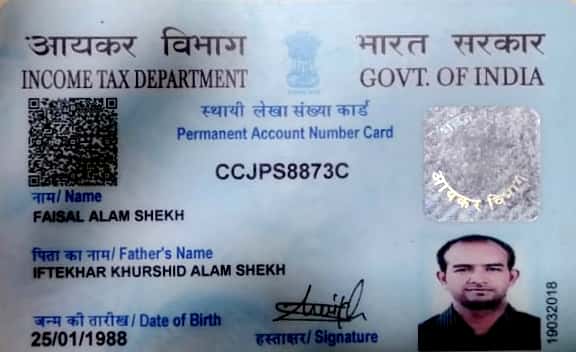 आयकर विभाग
INCOME TAX DEPARTMENT
भारत सरकार
GOVT. OF INDIA
स्थायी लेखा संख्या कार्ड
Permanent Account Number Card
CCJPS8873C
नाम/ Name
FAISAL ALAM SHEKH
पिता का नाम/ Father's Name
IFTEKHAR KHURSHID ALAM SHEKH
जन्म की तारीख/ Date of Birth
25/01/1988
हस्ताक्षर/ Signature
19032018
आयकर विभाग